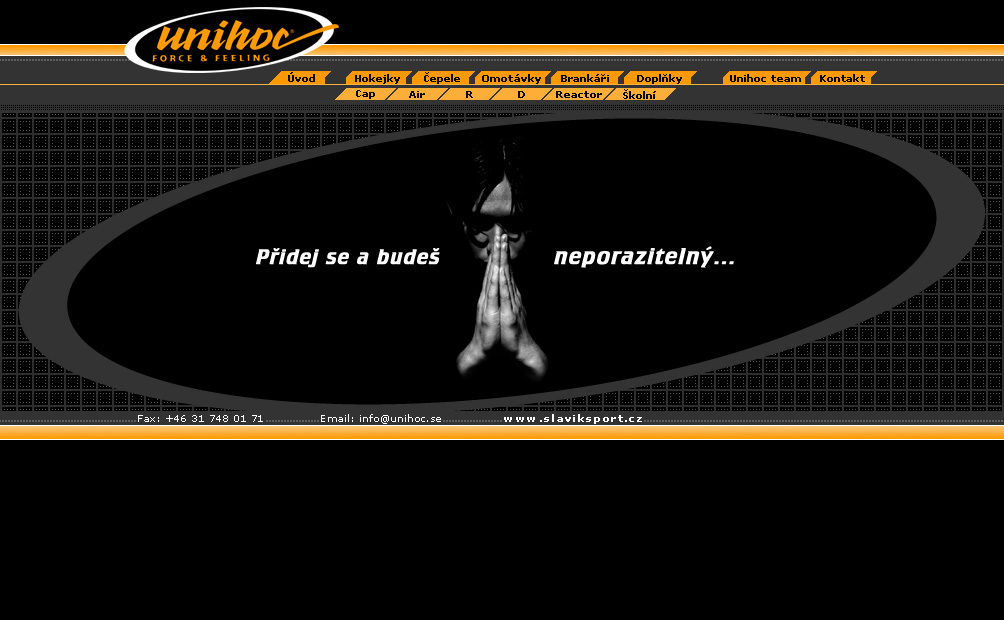 unihoc
FORCE & FEELING
Úvod Hokejky Čepele Omotávky Brankáři Doplňky Unihoc team Kontakt
Cap Air R D Reactor Školní
Přidej se a budeš neporazitelný...
Fax: +46 31 748 01 71 Email: info@unihoc.se www.slaviksport.cz